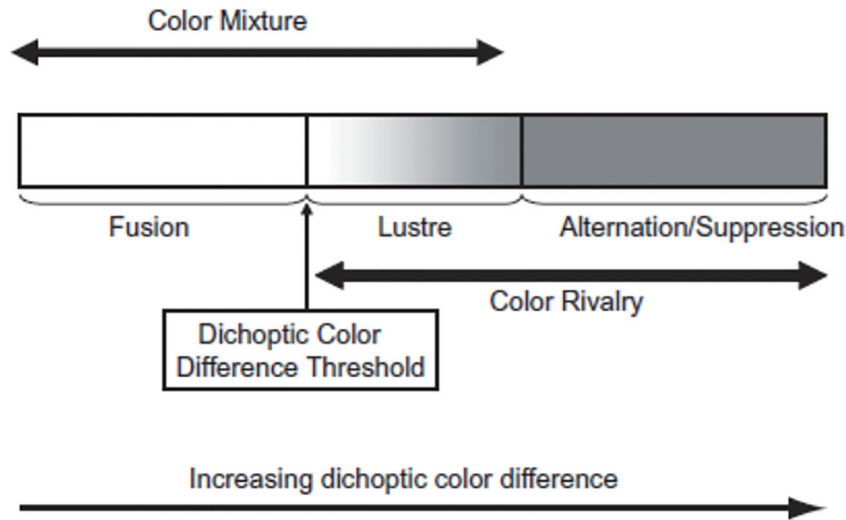 Color Mixture
Fusion
Lustre
Alternation/Suppression
Color Rivalry
Dichoptic Color
Difference Threshold
Increasing dichoptic color difference